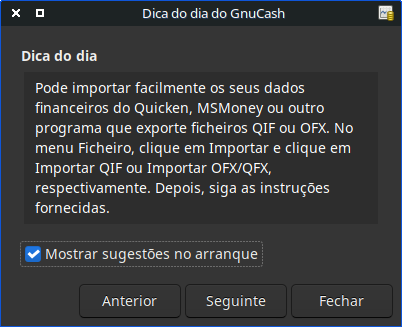 Dica do dia do GnuCash
Dica do dia
Pode importar facilmente os seus dados
financeiros do Quicken, MSMoney ou outro
programa que exporte ficheiros QIF ou OFX. No
menu Ficheiro, clique em Importar e clique em
Importar QIF ou Importar OFX/QFX,
respectivamente. Depois, siga as instruções
fornecidas.
Mostrar sugestões no arranque
Anterior
Seguinte
Fechar